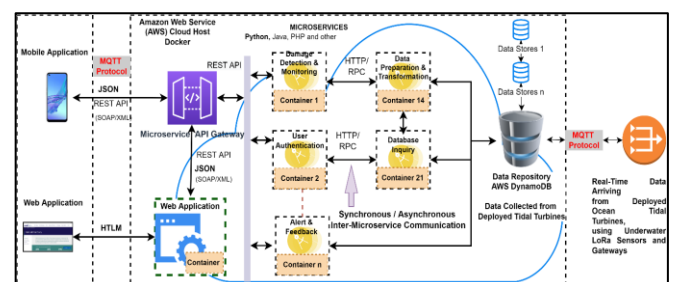 Amazon Web Service
(AWS) Cloud Host
Docker
MICROSERVICES
Python, Java, PHP and other
Mobile Application
MQTT
Protocol
JSON
REST API
(SOAP/XML)
REST API
Microservice API Gateway
REST API
JSON
(SOAP/XML)
Damage
Detection &
Monitoring
Container 1
HTTP/
RPC
Data
Preparation &
Transformation
Container 14
User
Authentication
Container 2
HTTP/
RPC
Database
Inquiry
Container 21
Synchronous / Asynchronous
Inter-Microservice Communication
Alert &
Feedback
Container n
Web Application
HTLM
Web Application
Container
Data Stores 1
Data Stores n
Data Repository
AWS DynamoDB
Data Collected from
Deployed Tidal Turbines
MQTT
Protocol
Real-Time Data
Arriving
from Deployed
Ocean Tidal
Turbines,
using Underwater
LoRa Sensors and
Gateways